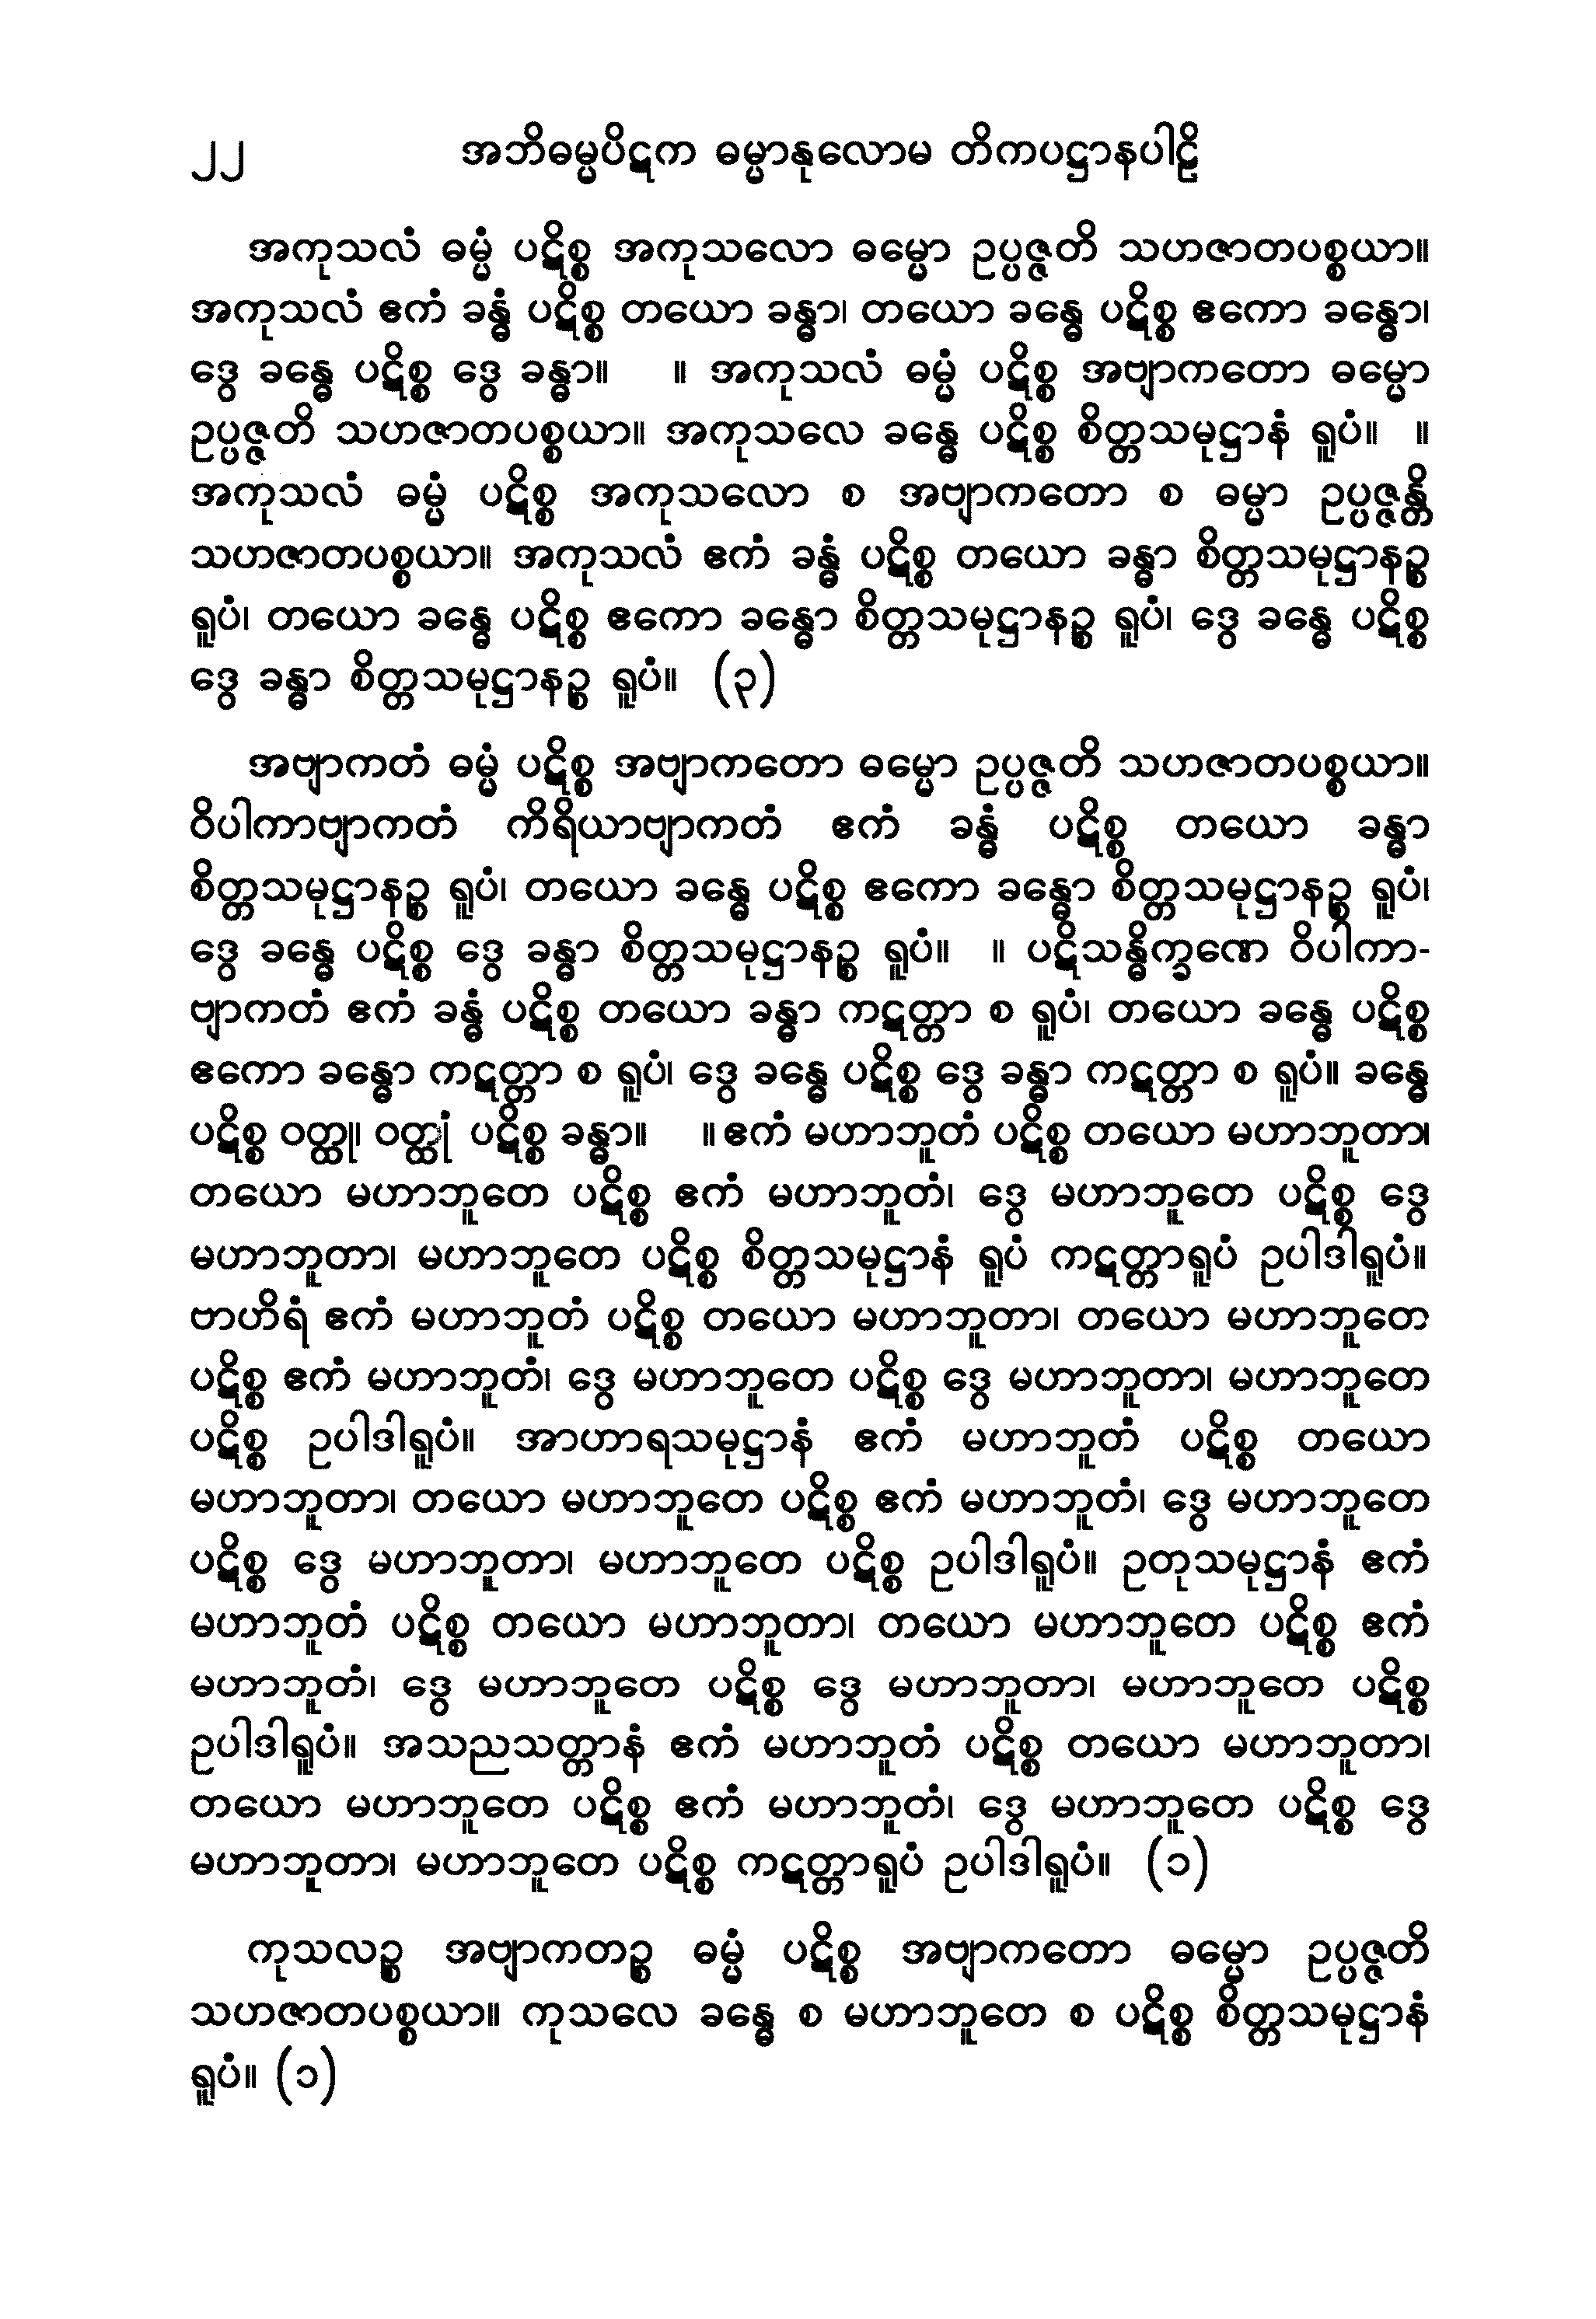 ၂၂ အဘိဓမ္မပိဋက ဓမ္မာနုလောမ တိကပဋ္ဌာနပါဠိ
အကုသလံ ဓမ္မံ ပဋိစ္စ အကုသလော ဓမ္မော ဥပ္ပဇ္ဇတိ သဟဇာတပစ္စယာ။
အကုသလံ ဧကံ ခန္ဓံ ပဋိစ္စ တယော ခန္ဓာ၊ တယော ခန္ဓေ ပဋိစ္စ ဧကော ခန္ဓော၊
ဒွေ ခန္ဓေ ပဋိစ္စ ဒွေ ခန္ဓာ။ ။ အကုသလံ ဓမ္မံ ပဋိစ္စ အဗျာကတော ဓမ္မော
ဥပ္ပဇ္ဇတိ သဟဇာတပစ္စယာ။ အကုသလေ ခန္ဓေ ပဋိစ္စ စိတ္တသမုဋ္ဌာနံ ရူပံ။ ။
အကုသလံ ဓမ္မံ ပဋိစ္စ အကုသလော စ အဗျာကတော စ ဓမ္မာ ဥပ္ပဇ္ဇန္တိ
သဟဇာတပစ္စယာ။ အကုသလံ ဧကံ ခန္ဓံ ပဋိစ္စ တယော ခန္ဓာ စိတ္တသမုဋ္ဌာနဉ္စ
ရူပံ၊ တယော ခန္ဓေ ပဋိစ္စ ဧကော ခန္ဓော စိတ္တသမုဋ္ဌာနဉ္စ ရူပံ၊ ဒွေ ခန္ဓေ ပဋိစ္စ
ဒွေ ခန္ဓာ စိတ္တသမုဋ္ဌာနဉ္စ ရူပံ။ (၃)
အဗျာကတံ ဓမ္မံ ပဋိစ္စ အဗျာကတော ဓမ္မော ဥပ္ပဇ္ဇတိ သဟဇာတပစ္စယာ။
ဝိပါကာဗျာကတံ ကိရိယာဗျာကတံ ဧကံ ခန္ဓံ ပဋိစ္စ တယော ခန္ဓာ
စိတ္တသမုဋ္ဌာနဉ္စ ရူပံ၊ တယော ခန္ဓေ ပဋိစ္စ ဧကော ခန္ဓော စိတ္တသမုဋ္ဌာနဉ္စ ရူပံ၊
ဒွေ ခန္ဓေ ပဋိစ္စ ဒွေ ခန္ဓာ စိတ္တသမုဋ္ဌာနဉ္စ ရူပံ။ ။ ပဋိသန္ဓိက္ခဏေ ဝိပါကာ-
ဗျာကတံ ဧကံ ခန္ဓံ ပဋိစ္စ တယော ခန္ဓာ ကဋတ္တာ စ ရူပံ၊ တယော ခန္ဓေ ပဋိစ္စ
ဧကော ခန္ဓော ကဋတ္တာ စ ရူပံ၊ ဒွေ ခန္ဓေ ပဋိစ္စ ဒွေ ခန္ဓာ ကဋတ္တာ စ ရူပံ။ ခန္ဓေ
ပဋိစ္စ ဝတ္ထု၊ ဝတ္ထုံ ပဋိစ္စ ခန္ဓာ။ ။ ဧကံ မဟာဘူတံ ပဋိစ္စ တယော မဟာဘူတာ၊
တယော မဟာဘူတေ ပဋိစ္စ ဧကံ မဟာဘူတံ၊ ဒွေ မဟာဘူတေ ပဋိစ္စ ဒွေ
မဟာဘူတာ၊ မဟာဘူတေ ပဋိစ္စ စိတ္တသမုဋ္ဌာနံ ရူပံ ကဋတ္တာရူပံ ဥပါဒါရူပံ။
ဗာဟိရံ ဧကံ မဟာဘူတံ ပဋိစ္စ တယော မဟာဘူတာ၊ တယော မဟာဘူတေ
ပဋိစ္စ ဧကံ မဟာဘူတံ၊ ဒွေ မဟာဘူတေ ပဋိစ္စ ဒွေ မဟာဘူတာ၊ မဟာဘူတေ
ပဋိစ္စ ဥပါဒါရူပံ။ အာဟာရသမုဋ္ဌာနံ ဧကံ မဟာဘူတံ ပဋိစ္စ တယော
မဟာဘူတာ၊ တယော မဟာဘူတေ ပဋိစ္စ ဧကံ မဟာဘူတံ၊ ဒွေ မဟာဘူတေ
ပဋိစ္စ ဒွေ မဟာဘူတာ၊ မဟာဘူတေ ပဋိစ္စ ဥပါဒါရူပံ။ ဥတုသမုဋ္ဌာနံ ဧကံ
မဟာဘူတံ ပဋိစ္စ တယော မဟာဘူတာ၊ တယော မဟာဘူတေ ပဋိစ္စ ဧကံ
မဟာဘူတံ၊ ဒွေ မဟာဘူတေ ပဋိစ္စ ဒွေ မဟာဘူတာ၊ မဟာဘူတေ ပဋိစ္စ
ဥပါဒါရူပံ။ အသညသတ္တာနံ ဧကံ မဟာဘူတံ ပဋိစ္စ တယော မဟာဘူတာ၊
တယော မဟာဘူတေ ပဋိစ္စ ဧကံ မဟာဘူတံ၊ ဒွေ မဟာဘူတေ ပဋိစ္စ ဒွေ
မဟာဘူတာ၊ မဟာဘူတေ ပဋိစ္စ ကဋတ္တာရူပံ ဥပါဒါရူပံ။ (၁)
ကုသလဉ္စ အဗျာကတဉ္စ ဓမ္မံ ပဋိစ္စ အဗျာကတော ဓမ္မော ဥပ္ပဇ္ဇတိ
သဟဇာတပစ္စယာ။ ကုသလေ ခန္ဓေ စ မဟာဘူတေ စ ပဋိစ္စ စိတ္တသမုဋ္ဌာနံ
ရူပံ။ (၁)